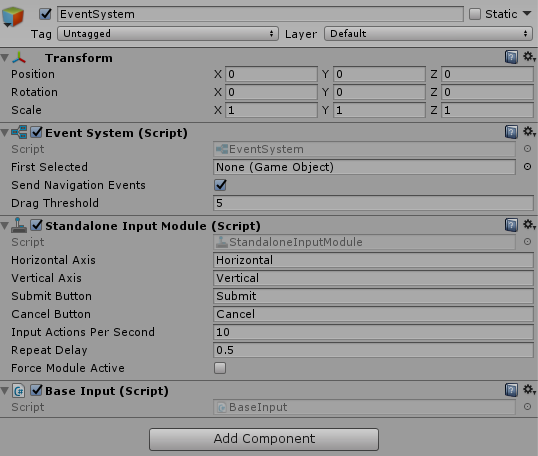 EventSystem Static
Tag Untagged Layer Default
Transform
Position X 0 Y 0 Z 0
Rotation X 0 Y 0 Z 0
Scale X 1 Y 1 Z 1
Event System (Script)
Script EventSystem
First Selected None (Game Object)
Send Navigation Events
Drag Threshold 5
Standalone Input Module (Script)
Script StandaloneInputModule
Horizontal Axis Horizontal
Vertical Axis Vertical
Submit Button Submit
Cancel Button Cancel
Input Actions Per Second 10
Repeat Delay 0.5
Force Module Active
Base Input (Script)
Script BaseInput
Add Component